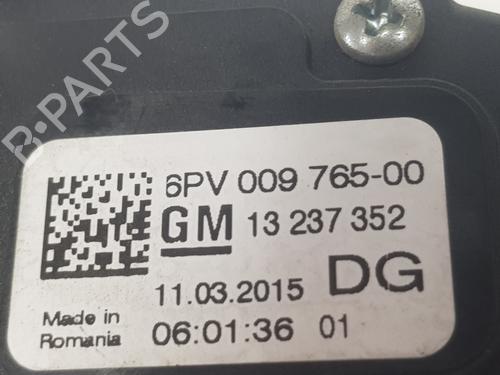 B-PARTS
6PV 009 765-00
GM 13 237 352
11.03.2015 DG
Made in Romania 06:01:36 01